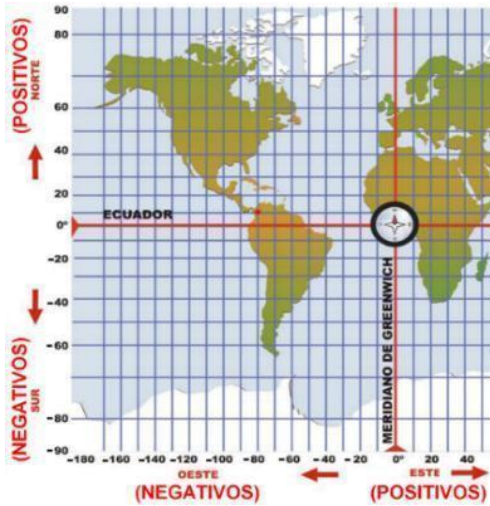 90
80
60
40
20
0°
-20
-40
-60
-80
-90
(POSITIVOS)
NORTE
(NEGATIVOS)
SUR
ECUADOR
MERIDIANO DE GREENWICH
-180 -160 -140 -120 -100 -80 -60 -40 -20 0° 20 40
OESTE
ESTE
(NEGATIVOS)
(POSITIVOS)